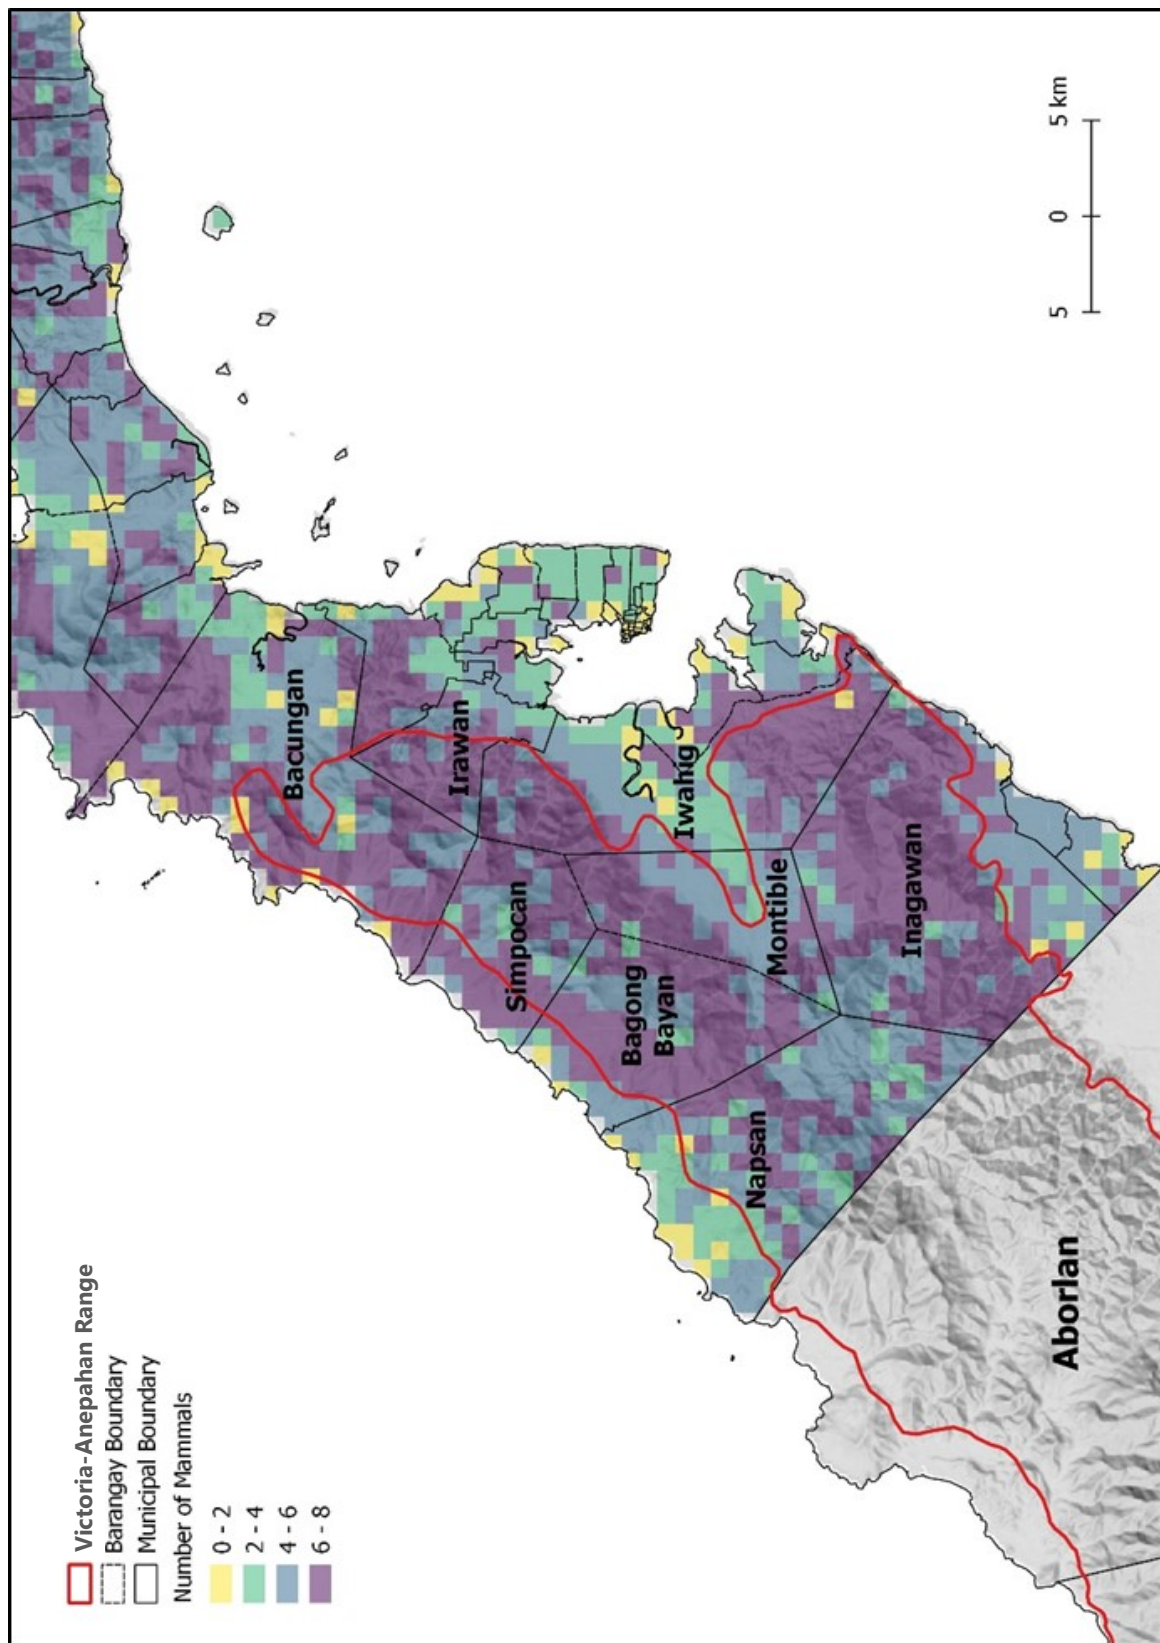 Victoria-Anepahan Range
Barangay Boundary
Municipal Boundary
Number of Mammals
0 - 2
2 - 4
4 - 6
6 - 8
Bacungan
Irawan
Simpocan
Iwahig
Bagong
Bayan
Montible
Napsan
Inagawan
Aborlan
5 0 5 km